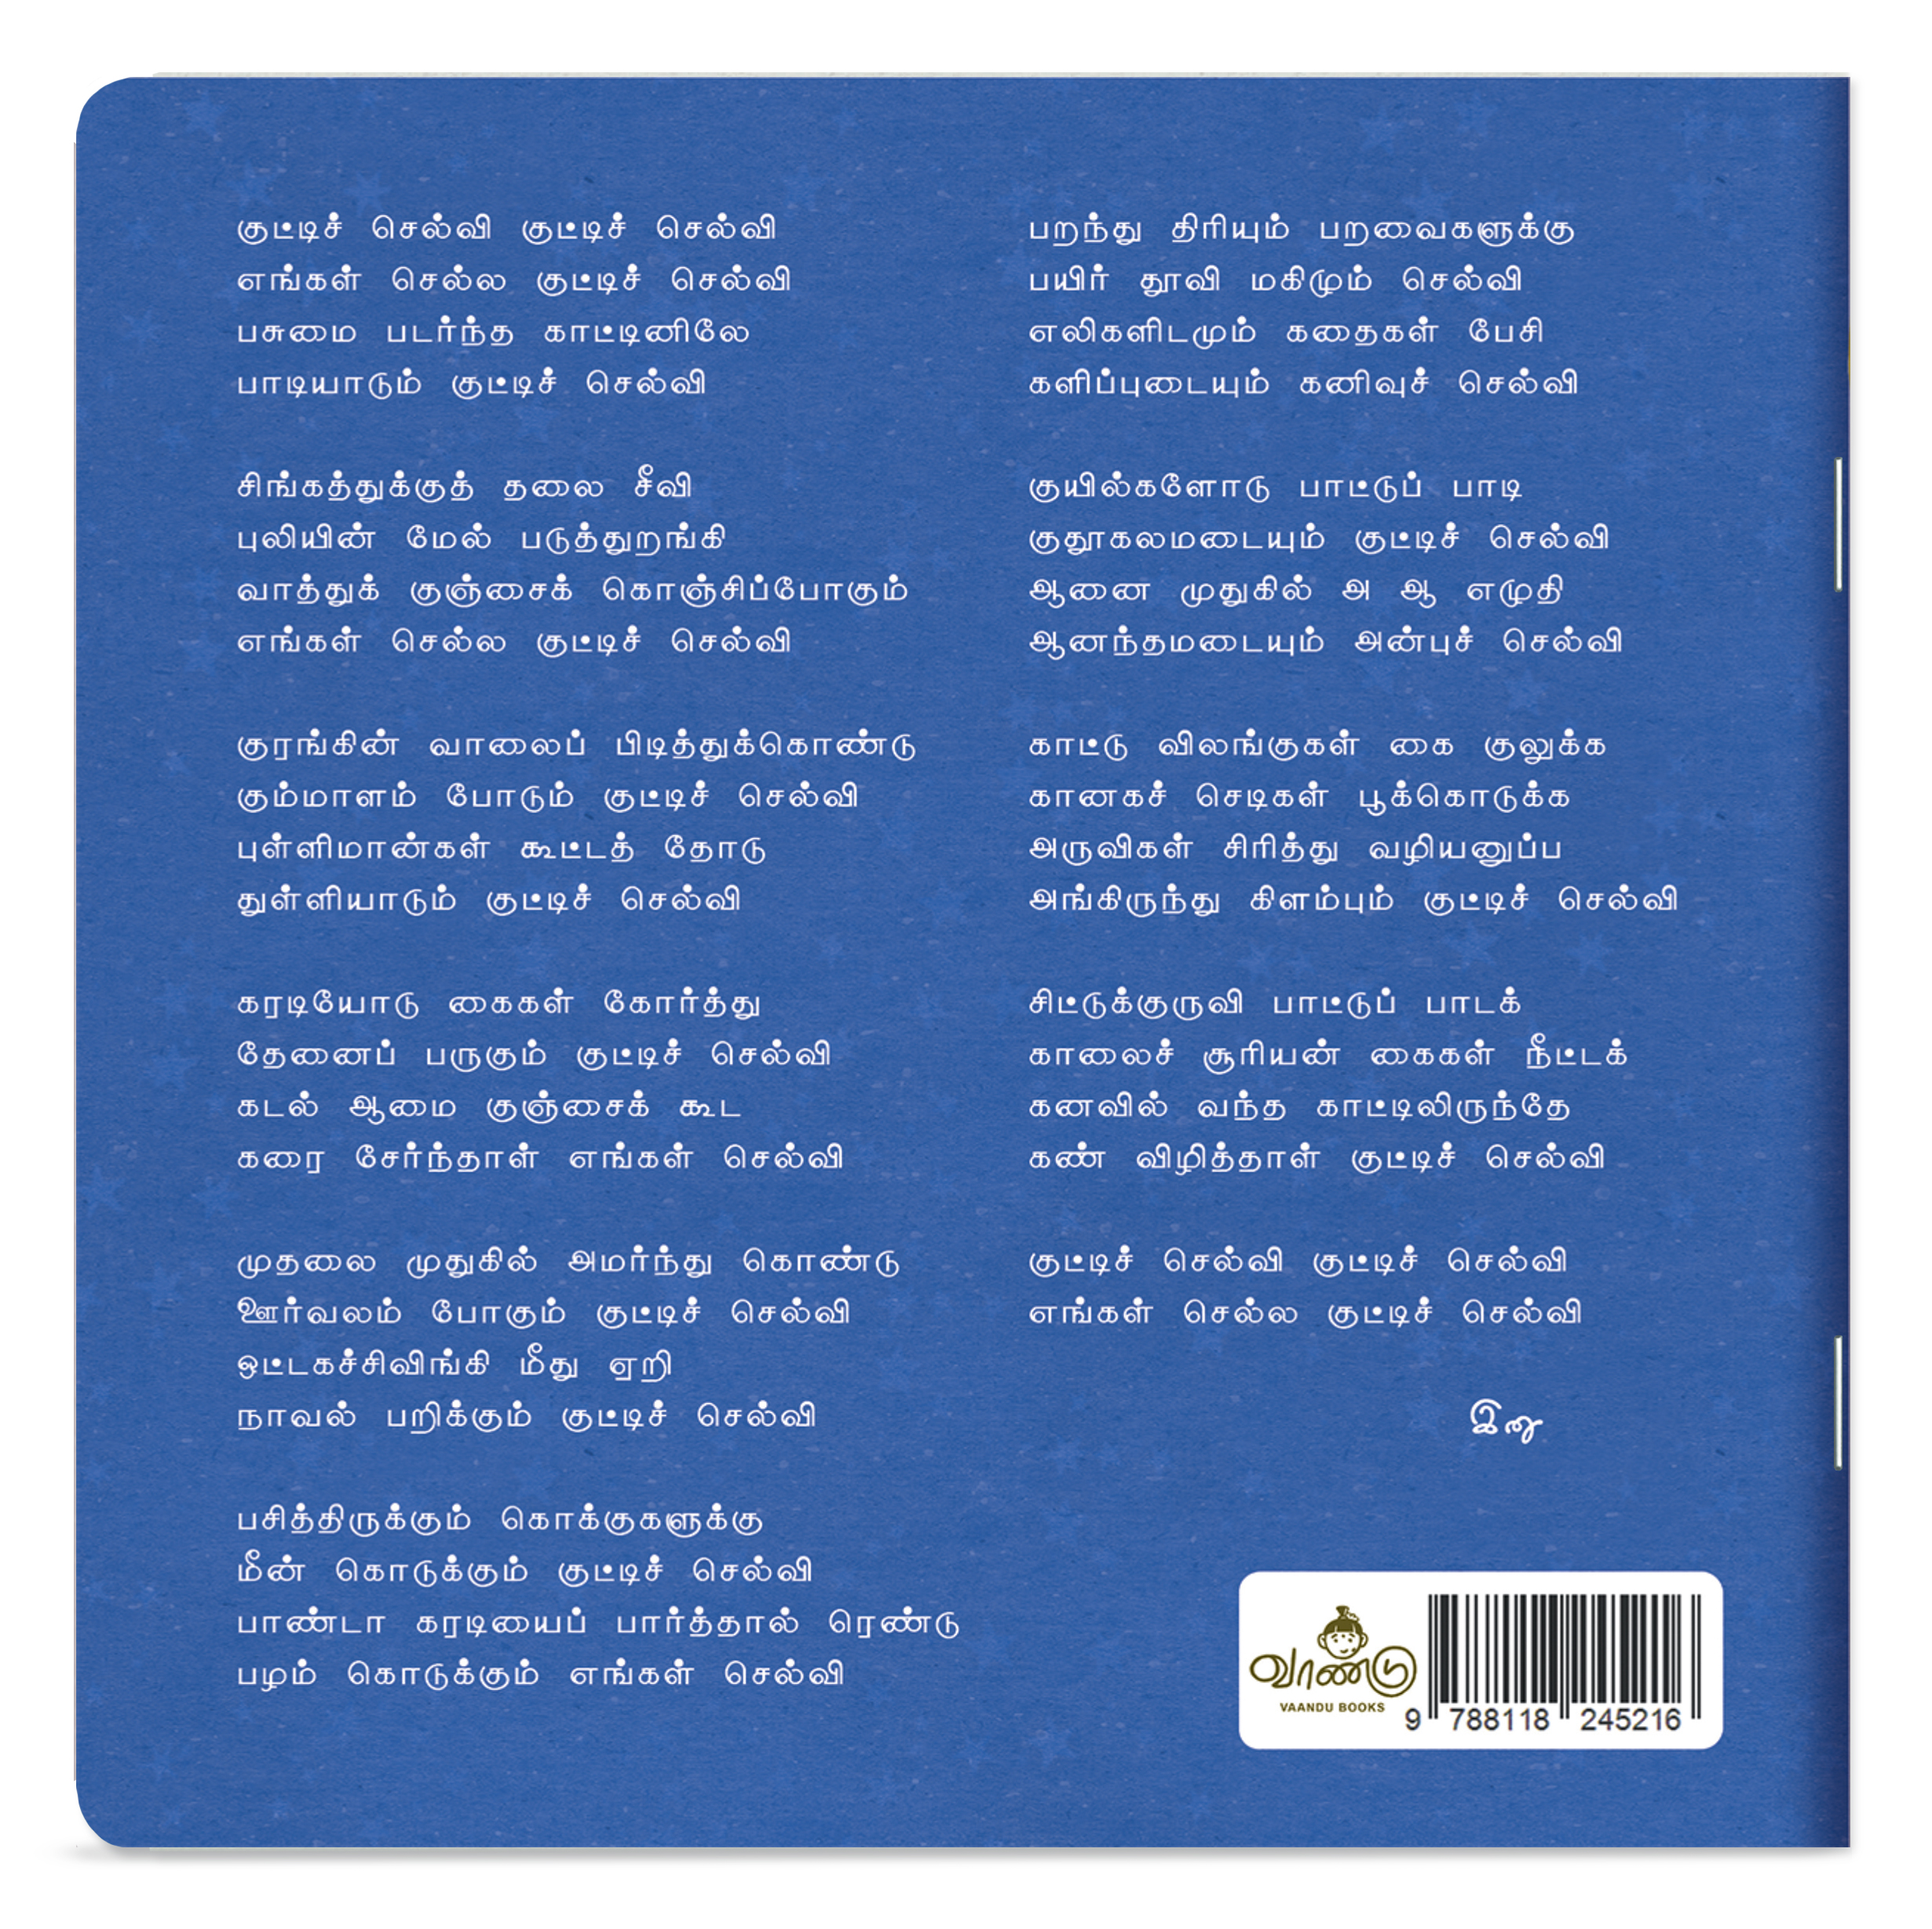 குட்டிச் செல்வி குட்டிச் செல்வி
எங்கள் செல்ல குட்டிச் செல்வி
பசுமை படர்ந்த காட்டினிலே
பாடியாடும் குட்டிச் செல்வி
சிங்கத்துக்குத் தலை சீவி
புலியின் மேல் படுத்துறங்கி
வாத்துக் குஞ்சைக் கொஞ்சிப்போகும்
எங்கள் செல்ல குட்டிச் செல்வி
குரங்கின் வாலைப் பிடித்துக்கொண்டு
கும்மாளம் போடும் குட்டிச் செல்வி
புள்ளிமான்கள் கூட்டத் தோடு
துள்ளியாடும் குட்டிச் செல்வி
கரடியோடு கைகள் கோர்த்து
தேனைப் பருகும் குட்டிச் செல்வி
கடல் ஆமை குஞ்சைக் கூட
கரை சேர்ந்தாள் எங்கள் செல்வி
முதலை முதுகில் அமர்ந்து கொண்டு
ஊர்வலம் போகும் குட்டிச் செல்வி
ஒட்டகச்சிவிங்கி மீது ஏறி
நாவல் பறிக்கும் குட்டிச் செல்வி
பசித்திருக்கும் கொக்குகளுக்கு
மீன் கொடுக்கும் குட்டிச் செல்வி
பாண்டா கரடியைப் பார்த்தால் ரெண்டு
பழம் கொடுக்கும் எங்கள் செல்வி
பறந்து திரியும் பறவைகளுக்கு
பயிர் தூவி மகிழும் செல்வி
எலிகளிடமும் கதைகள் பேசி
களிப்புடையும் கனிவுச் செல்வி
குயில்களோடு பாட்டுப் பாடி
குதூகலமடையும் குட்டிச் செல்வி
ஆனை முதுகில் அ ஆ எழுதி
ஆனந்தமடையும் அன்புச் செல்வி
காட்டு விலங்குகள் கை குலுக்க
கானகச் செடிகள் பூக்கொடுக்க
அருவிகள் சிரித்து வழியனுப்ப
அங்கிருந்து கிளம்பும் குட்டிச் செல்வி
சிட்டுக்குருவி பாட்டுப் பாடக்
காலைச் சூரியன் கைகள் நீட்டக்
கனவில் வந்த காட்டிலிருந்தே
கண் விழித்தாள் குட்டிச் செல்வி
குட்டிச் செல்வி குட்டிச் செல்வி
எங்கள் செல்ல குட்டிச் செல்வி
இனு
வாண்டு
VAANDU BOOKS
9 788118 245216